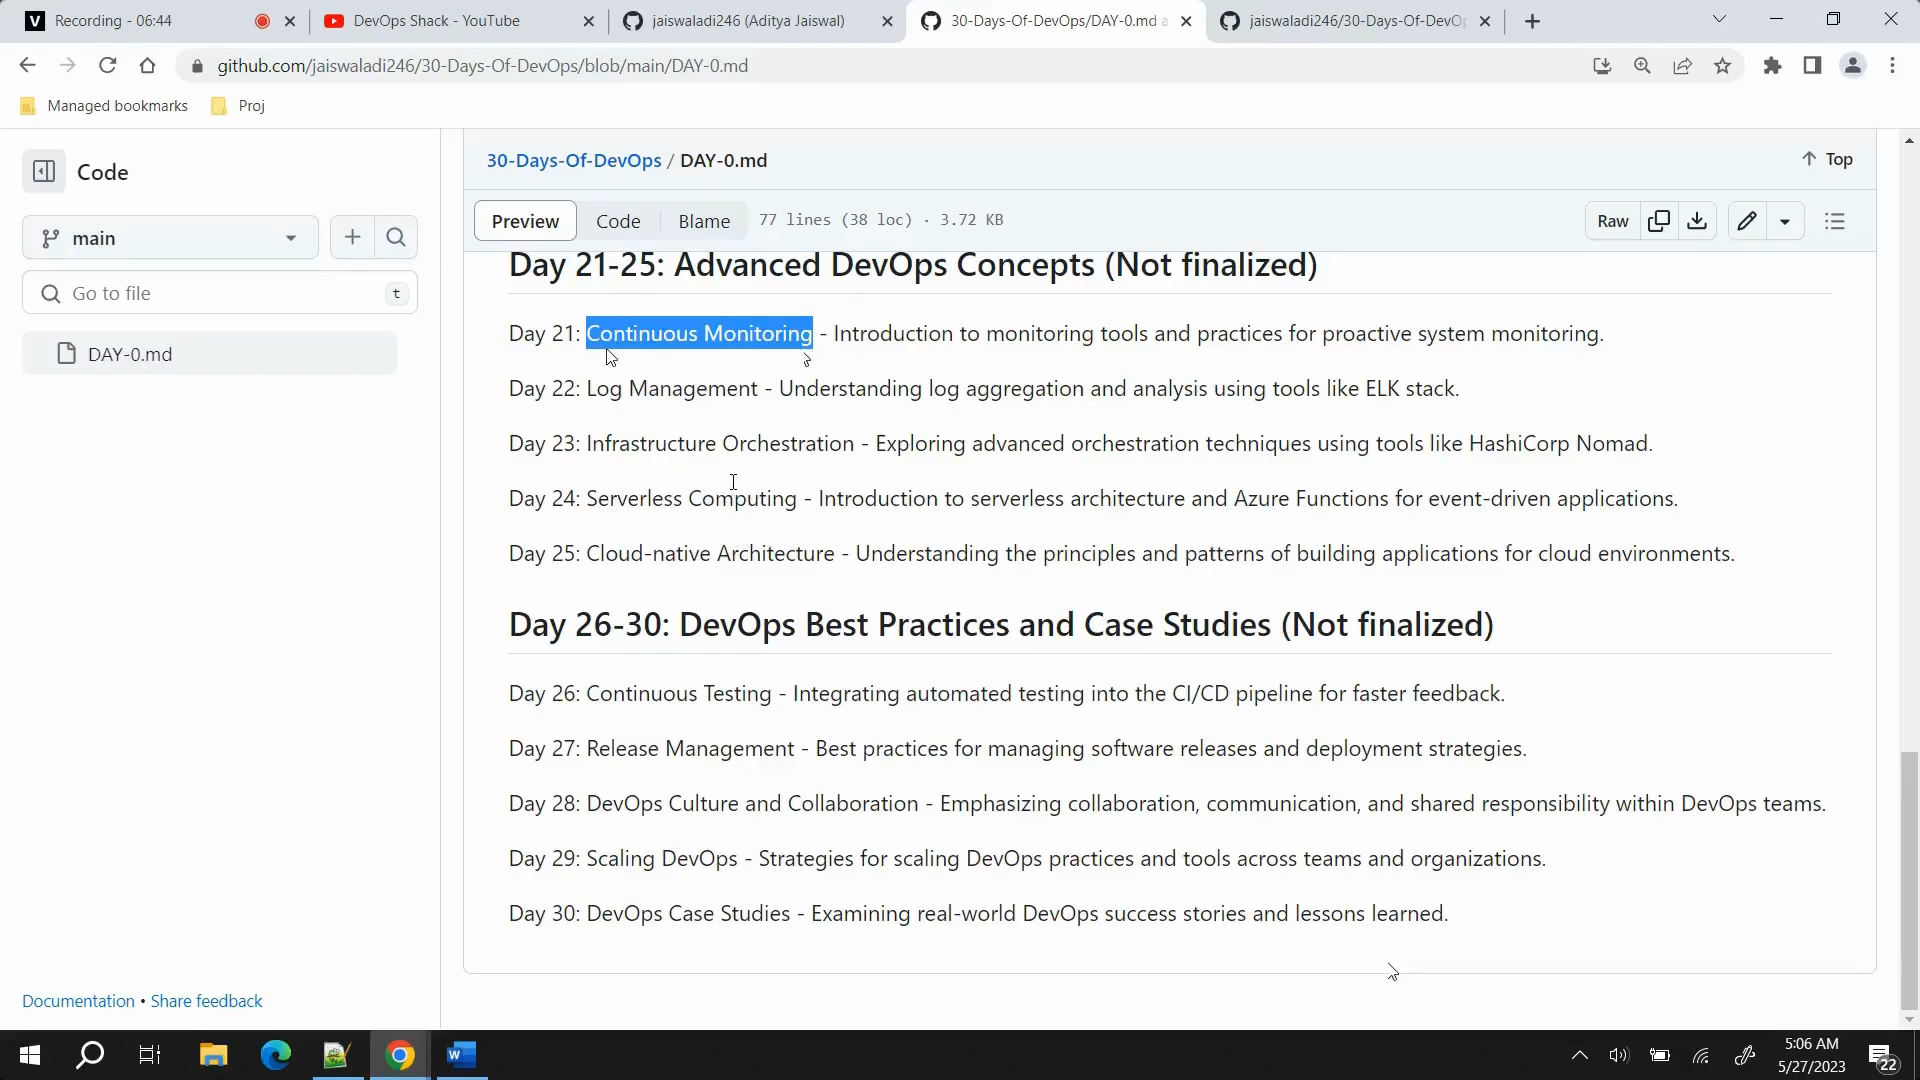 Recording - 06:44
DevOps Shack - YouTube
jaiswaladi246 (Aditya Jaiswal)
30-Days-Of-DevOps/DAY-0.md a
jaiswaladi246/30-Days-Of-DevOp
github.com/jaiswaladi246/30-Days-Of-DevOps/blob/main/DAY-0.md
Managed bookmarks
Proj
Code
main
Go to file
t
DAY-0.md
Documentation • Share feedback
30-Days-Of-DevOps / DAY-0.md
Top
Preview
Code
Blame
77 lines (38 loc) · 3.72 KB
Raw
Day 21-25: Advanced DevOps Concepts (Not finalized)
Day 21: Continuous Monitoring - Introduction to monitoring tools and practices for proactive system monitoring.
Day 22: Log Management - Understanding log aggregation and analysis using tools like ELK stack.
Day 23: Infrastructure Orchestration - Exploring advanced orchestration techniques using tools like HashiCorp Nomad.
Day 24: Serverless Computing - Introduction to serverless architecture and Azure Functions for event-driven applications.
Day 25: Cloud-native Architecture - Understanding the principles and patterns of building applications for cloud environments.
Day 26-30: DevOps Best Practices and Case Studies (Not finalized)
Day 26: Continuous Testing - Integrating automated testing into the CI/CD pipeline for faster feedback.
Day 27: Release Management - Best practices for managing software releases and deployment strategies.
Day 28: DevOps Culture and Collaboration - Emphasizing collaboration, communication, and shared responsibility within DevOps teams.
Day 29: Scaling DevOps - Strategies for scaling DevOps practices and tools across teams and organizations.
Day 30: DevOps Case Studies - Examining real-world DevOps success stories and lessons learned.
5:06 AM
5/27/2023
22